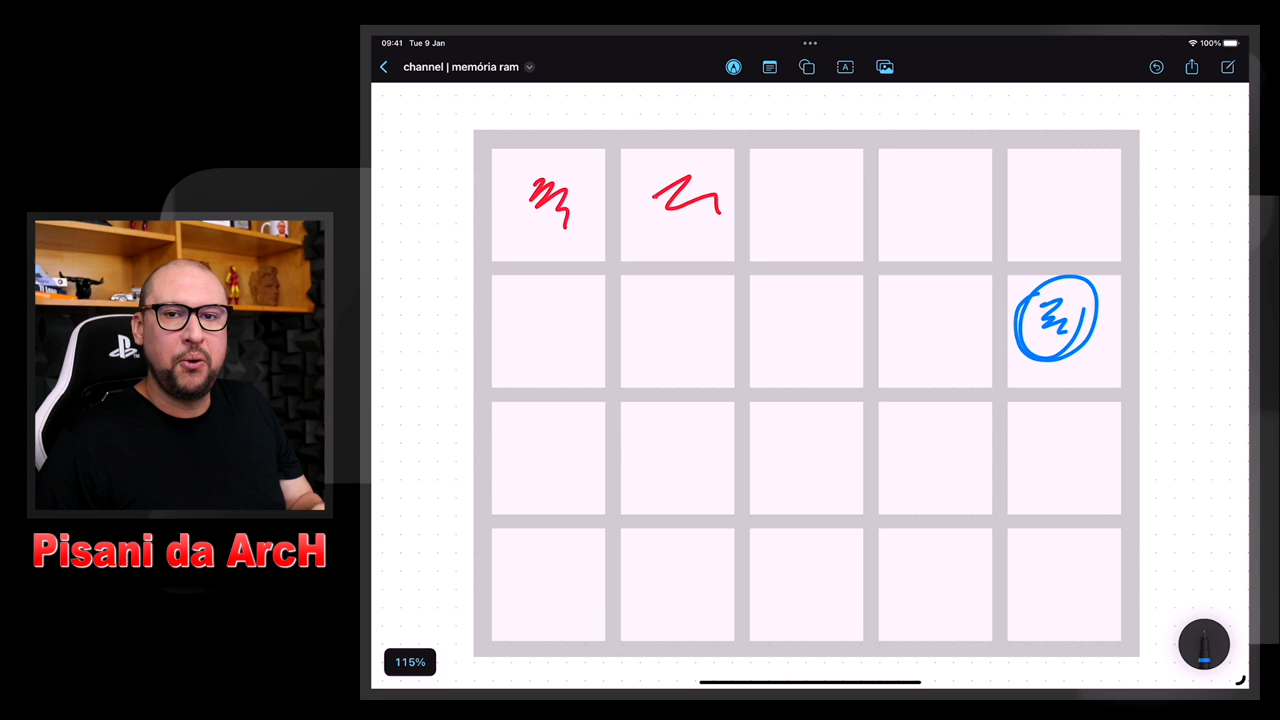 09:41 Tue 9 Jan
100%
channel | memória ram
A
115%
Pisani da ArcH